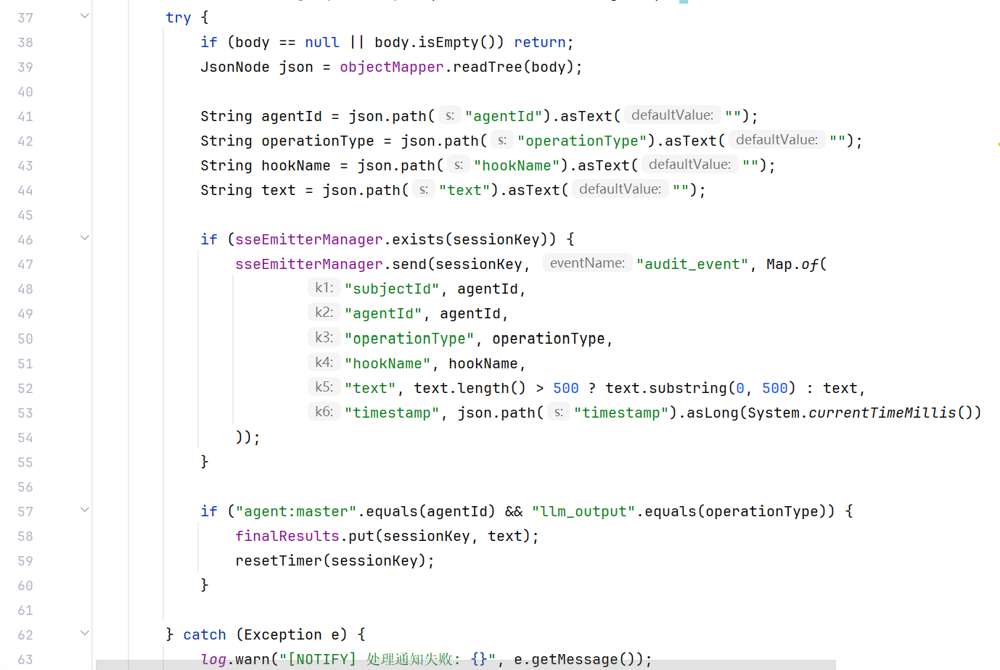 37 try {
38 if (body == null || body.isEmpty()) return;
39 JsonNode json = objectMapper.readTree(body);
40
41 String agentId = json.path( s: "agentId").asText( defaultValue: "");
42 String operationType = json.path( s: "operationType").asText( defaultValue: "");
43 String hookName = json.path( s: "hookName").asText( defaultValue: "");
44 String text = json.path( s: "text").asText( defaultValue: "");
45
46 if (sseEmitterManager.exists(sessionKey)) {
47 sseEmitterManager.send(sessionKey, eventName: "audit_event", Map.of(
48 k1: "subjectId", agentId,
49 k2: "agentId", agentId,
50 k3: "operationType", operationType,
51 k4: "hookName", hookName,
52 k5: "text", text.length() > 500 ? text.substring(0, 500) : text,
53 k6: "timestamp", json.path( s: "timestamp").asLong(System.currentTimeMillis())
54 ));
55 }
56
57 if ("agent:master".equals(agentId) && "llm_output".equals(operationType)) {
58 finalResults.put(sessionKey, text);
59 resetTimer(sessionKey);
60 }
61
62 } catch (Exception e) {
63 log.warn("[NOTIFY] 处理通知失败: {}", e.getMessage());